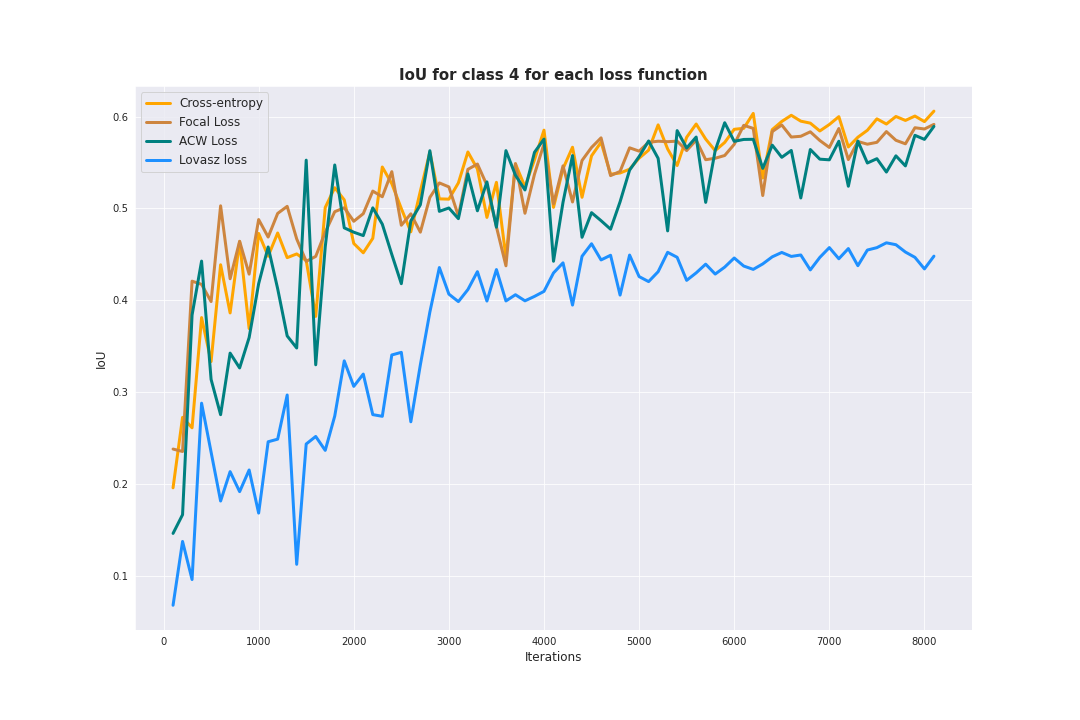 IoU for class 4 for each loss function
Cross-entropy
Focal Loss
ACW Loss
Lovasz loss
0.6
0.5
0.4
0.3
0.2
0.1
IoU
0 1000 2000 3000 4000 5000 6000 7000 8000
Iterations